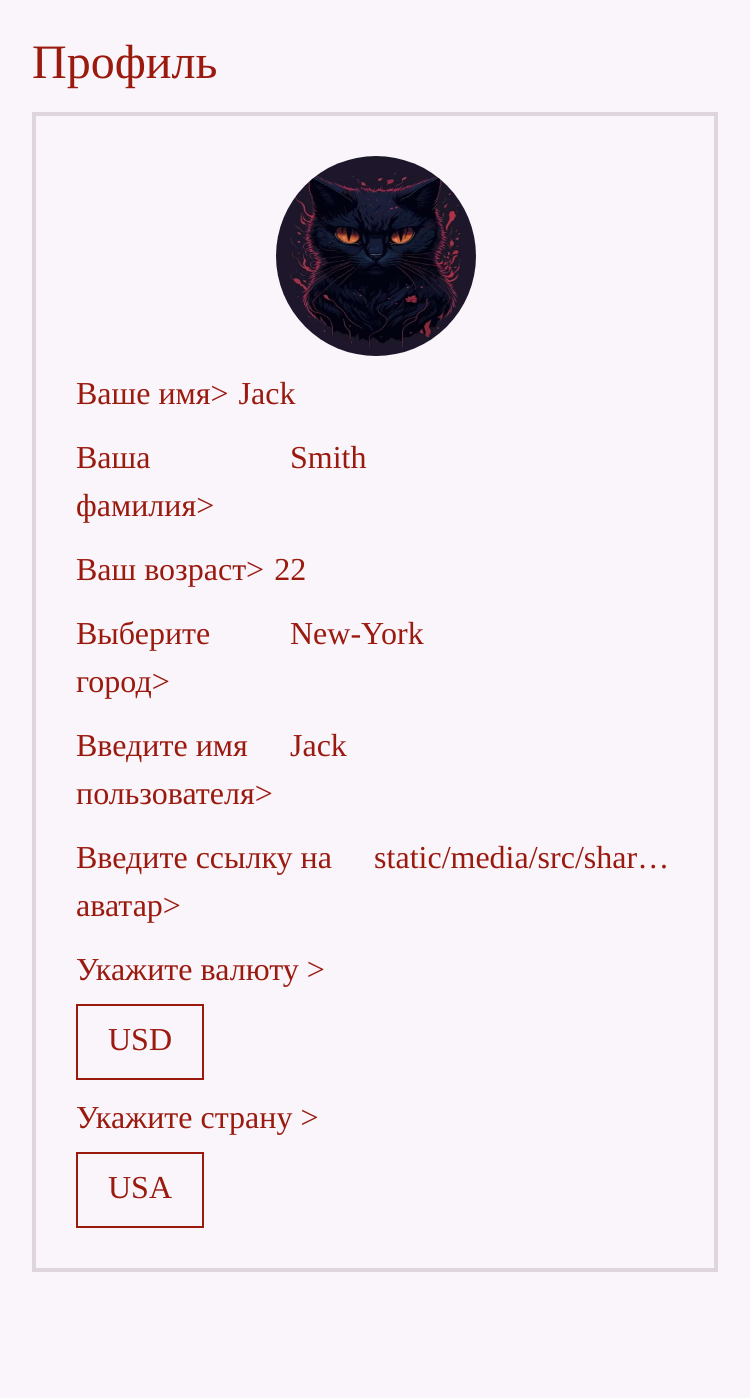 Профиль
Ваше имя> Jack
Ваша Smith
фамилия>
Ваш возраст> 22
Выберите New-York
город>
Введите имя Jack
пользователя>
Введите ссылку на static/media/src/shar…
аватар>
Укажите валюту >
USD
Укажите страну >
USA